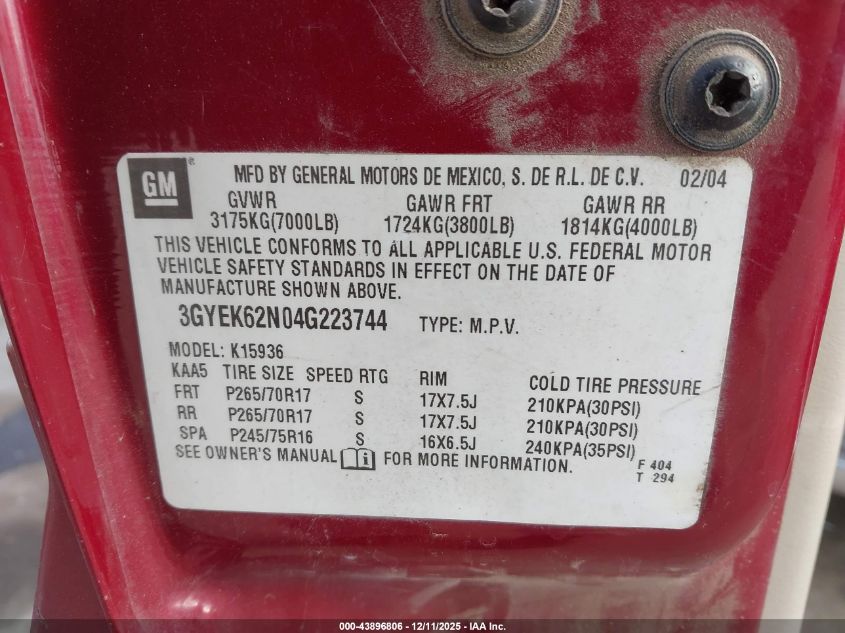 GM ® MFD BY GENERAL MOTORS DE MEXICO, S. DE R.L. DE C.V. 02/04
GVWR GAWR FRT GAWR RR
3175KG(7000LB) 1724KG(3800LB) 1814KG(4000LB)
THIS VEHICLE CONFORMS TO ALL APPLICABLE U.S. FEDERAL MOTOR
VEHICLE SAFETY STANDARDS IN EFFECT ON THE DATE OF
MANUFACTURE SHOWN ABOVE.
3GYEK62N04G223744 TYPE: M.P.V.
MODEL: K15936
KAA5 TIRE SIZE SPEED RTG RIM COLD TIRE PRESSURE
FRT P265/70R17 S 17X7.5J 210KPA(30PSI)
RR P265/70R17 S 17X7.5J 210KPA(30PSI)
SPA P245/75R16 S 16X6.5J 240KPA(35PSI)
SEE OWNER'S MANUAL FOR MORE INFORMATION.
F 404
T 294
000-43896806 - 12/11/2025 - IAA Inc.